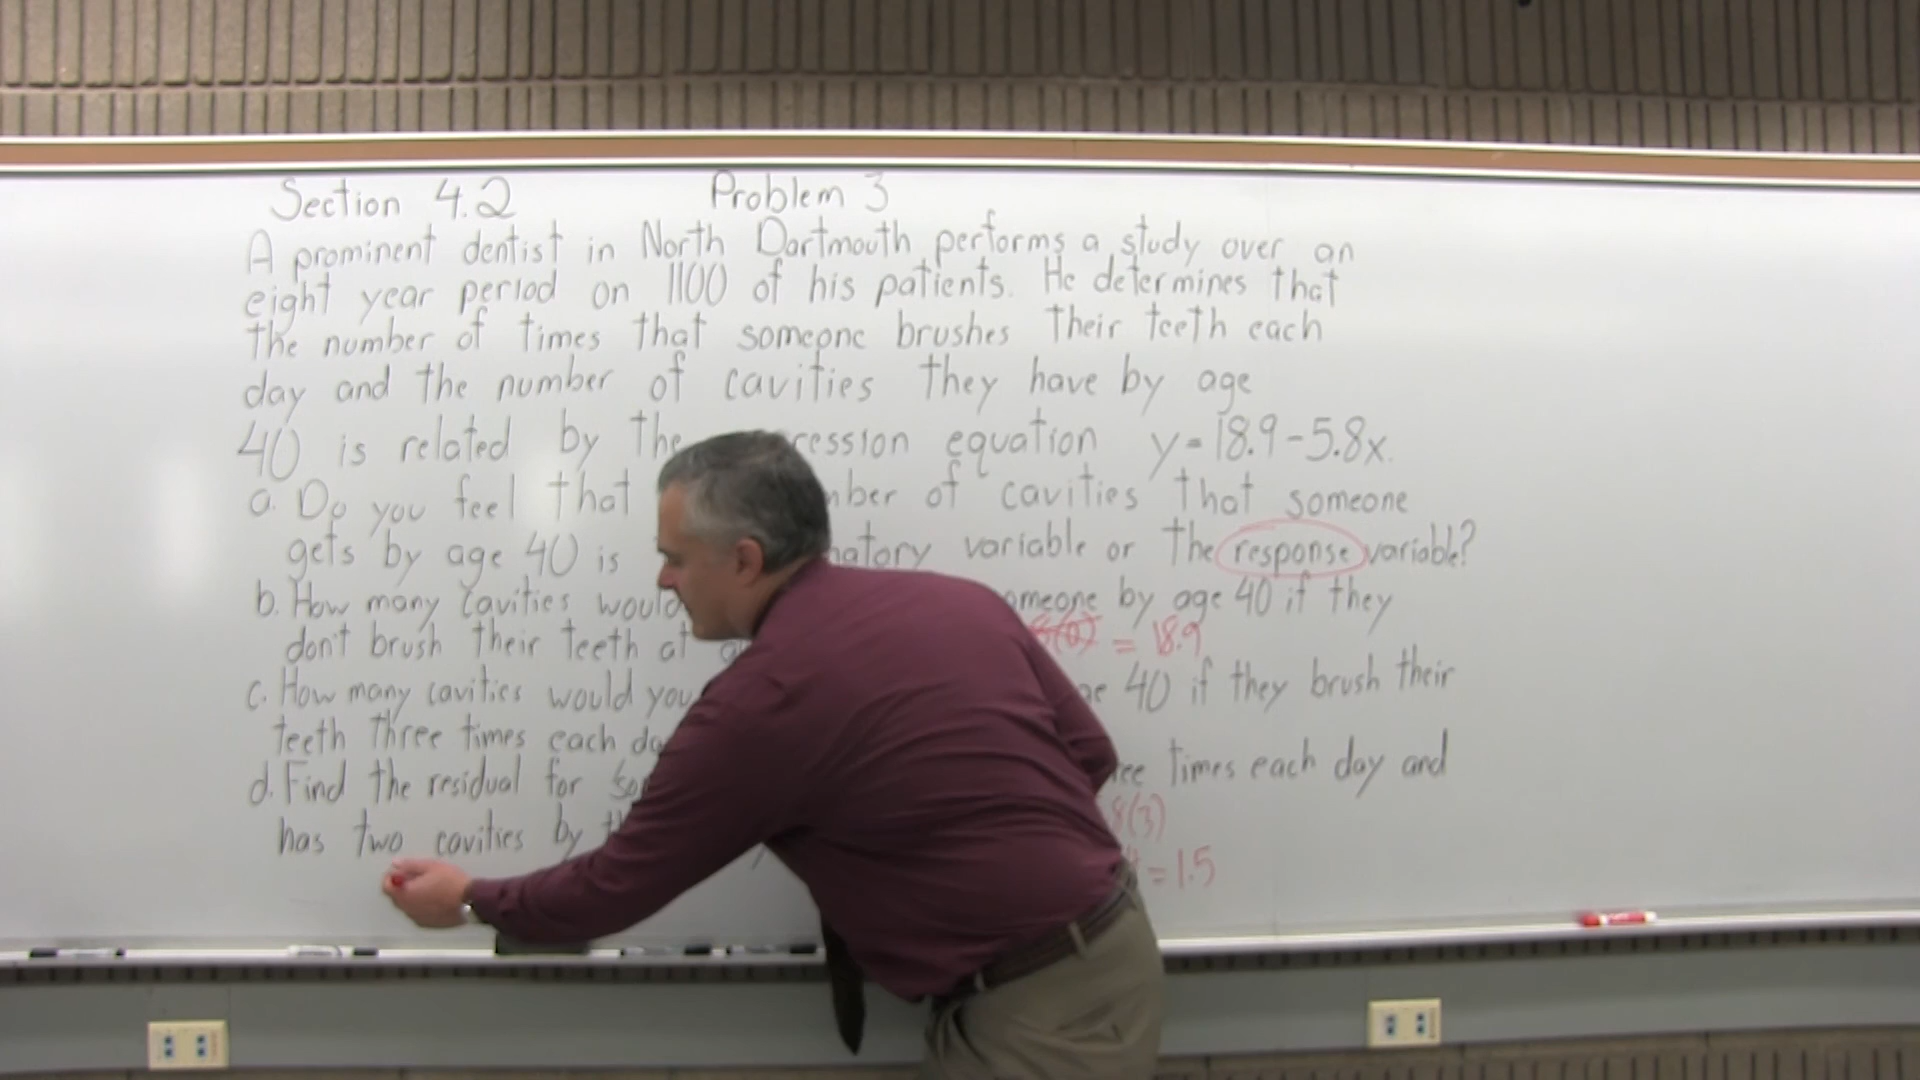 Section 4.2 Problem 3
A prominent dentist in North Dartmouth performs a study over an
eight year period on 1100 of his patients. He determines that
the number of times that someone brushes their teeth each
day and the number of cavities they have by age
40 is related by the equation y=18.9-5.8x.
a. Do you feel that of cavities that someone
gets by age 40 is variable or the response variable?
b. How many cavities would by age 40 if they
don't brush their teeth at = 18.9
c. How many cavities would you 40 if they brush their
teeth three times each
d. Find the residual for times each day and
has two cavities by 8(3)
= 1.5